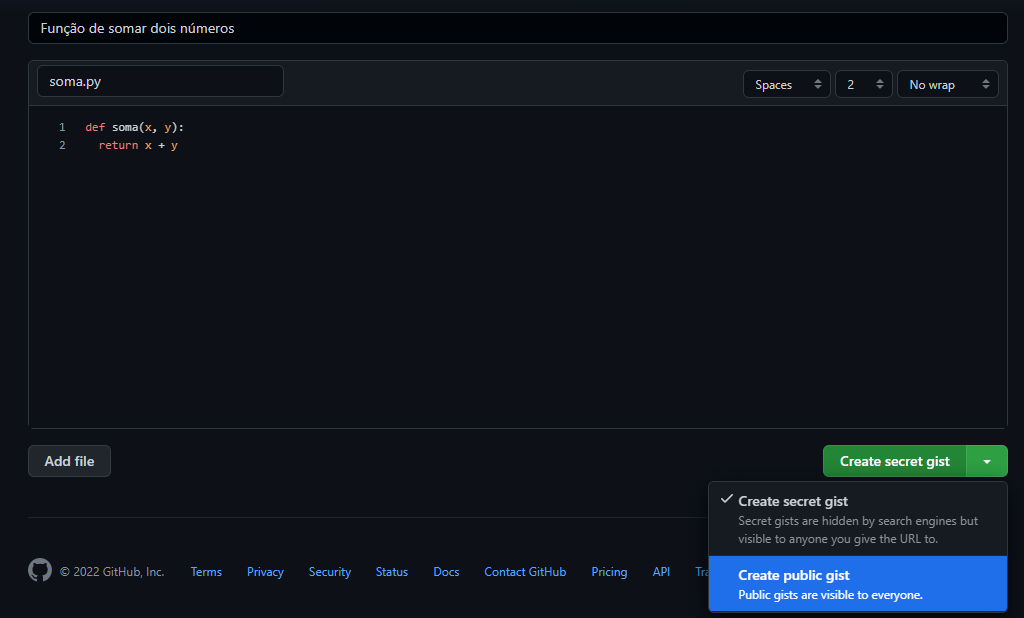 Função de somar dois números
soma.py
Spaces
2
No wrap
1 def soma(x, y):
2 return x + y
Add file
Create secret gist
Create secret gist
Secret gists are hidden by search engines but
visible to anyone you give the URL to.
Create public gist
Public gists are visible to everyone.
© 2022 GitHub, Inc. Terms Privacy Security Status Docs Contact GitHub Pricing API